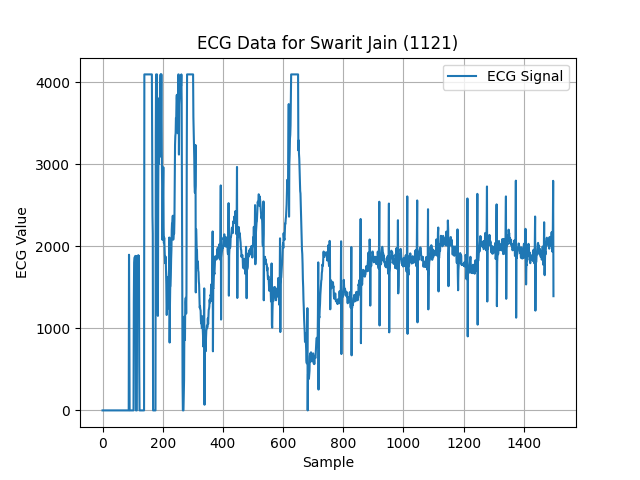 ECG Data for Swarit Jain (1121)
ECG Signal
4000
3000
2000
1000
0
ECG Value
0 200 400 600 800 1000 1200 1400
Sample